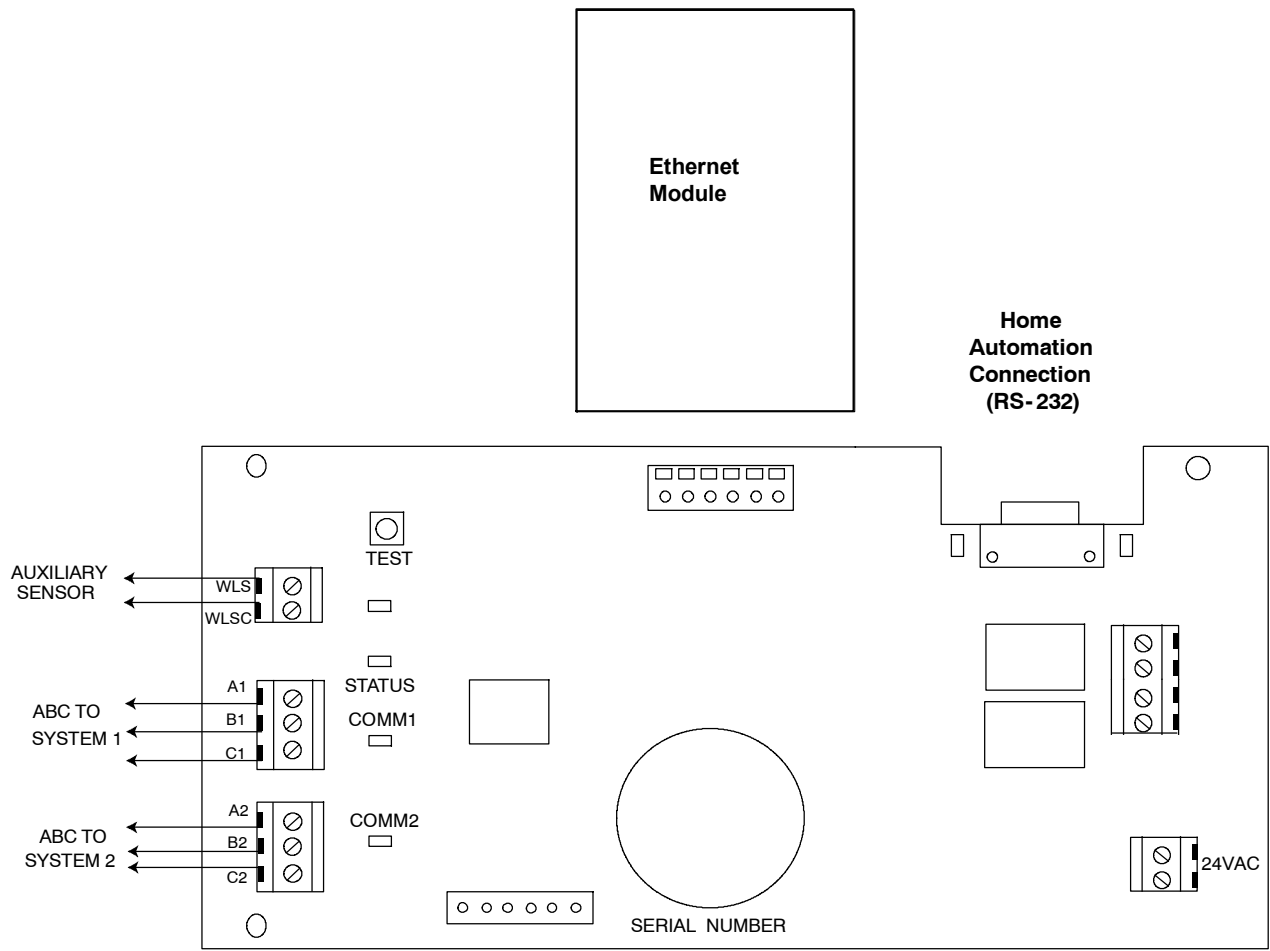 Ethernet
Module
Home
Automation
Connection
(RS-232)
TEST
AUXILIARY
SENSOR
WLS
WLSC
STATUS
A1
ABC TO
SYSTEM 1
B1
C1
COMM1
A2
ABC TO
SYSTEM 2
B2
C2
COMM2
24VAC
SERIAL NUMBER